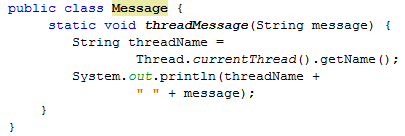 public class Message {
static void threadMessage(String message) {
String threadName =
Thread.currentThread().getName();
System.out.println(threadName +
" " + message);
}
}